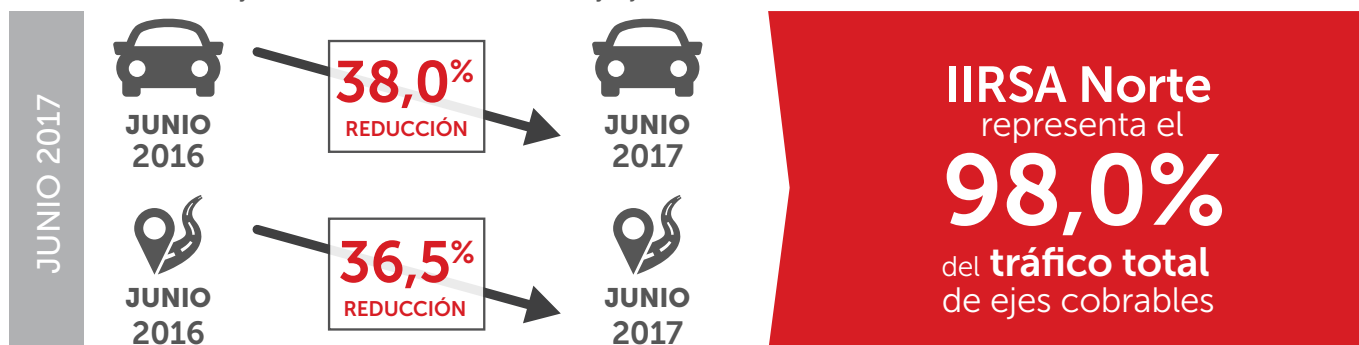 JUNIO 2017
JUNIO
2016
38,0%
REDUCCIÓN
JUNIO
2017
JUNIO
2016
36,5%
REDUCCIÓN
JUNIO
2017
IIRSA Norte
representa el
98,0%
del tráfico total
de ejes cobrables